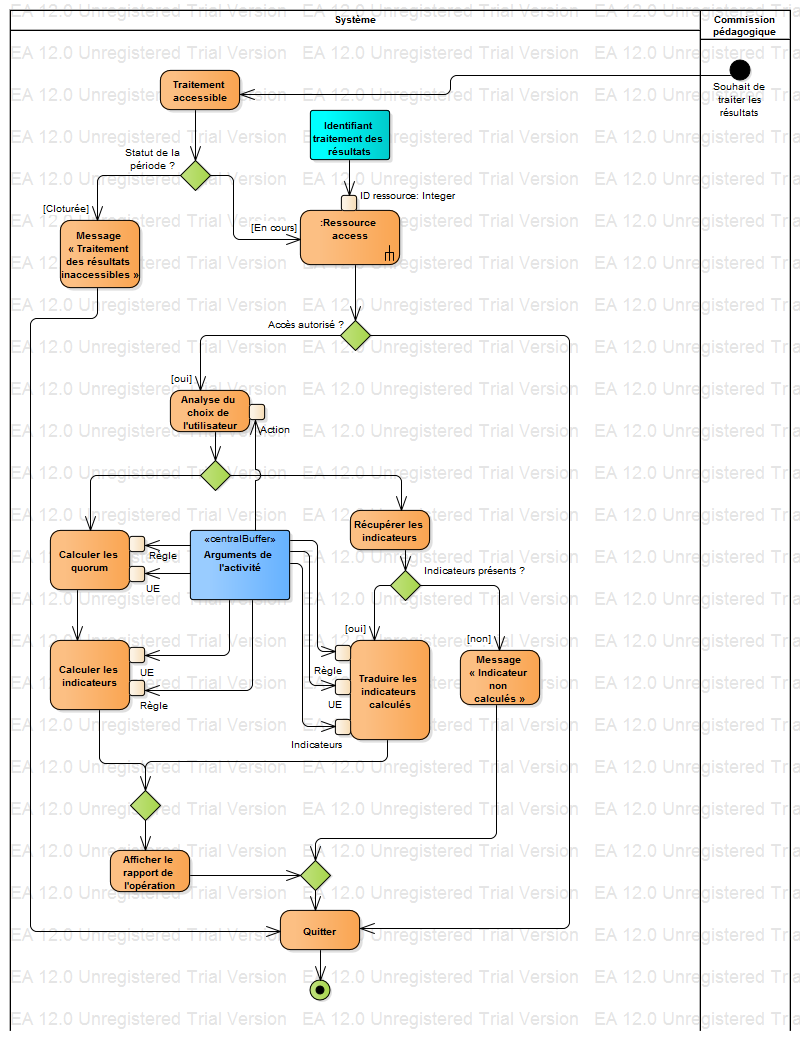 Système
Commission
pédagogique
EA 12.0 Unregistered Trial Version
Souhait de
traiter les
résultats
Traitement
accessible
Identifiant
traitement des
résultats
Statut de la
période ?
ID ressource: Integer
[Cloturée]
[En cours]
:Ressource
access
Message
« Traitement
des résultats
inaccessibles »
Accès autorisé ?
[oui]
Analyse du
choix de
l'utilisateur
Action
Récupérer les
indicateurs
«centralBuffer»
Arguments de
l'activité
Calculer les
quorum
Règle
UE
Indicateurs présents ?
[oui]
[non]
Calculer les
indicateurs
UE
Règle
Traduire les
indicateurs
calculés
Règle
UE
Indicateurs
Message
« Indicateur
non
calculés »
Afficher le
rapport de
l'opération
Quitter